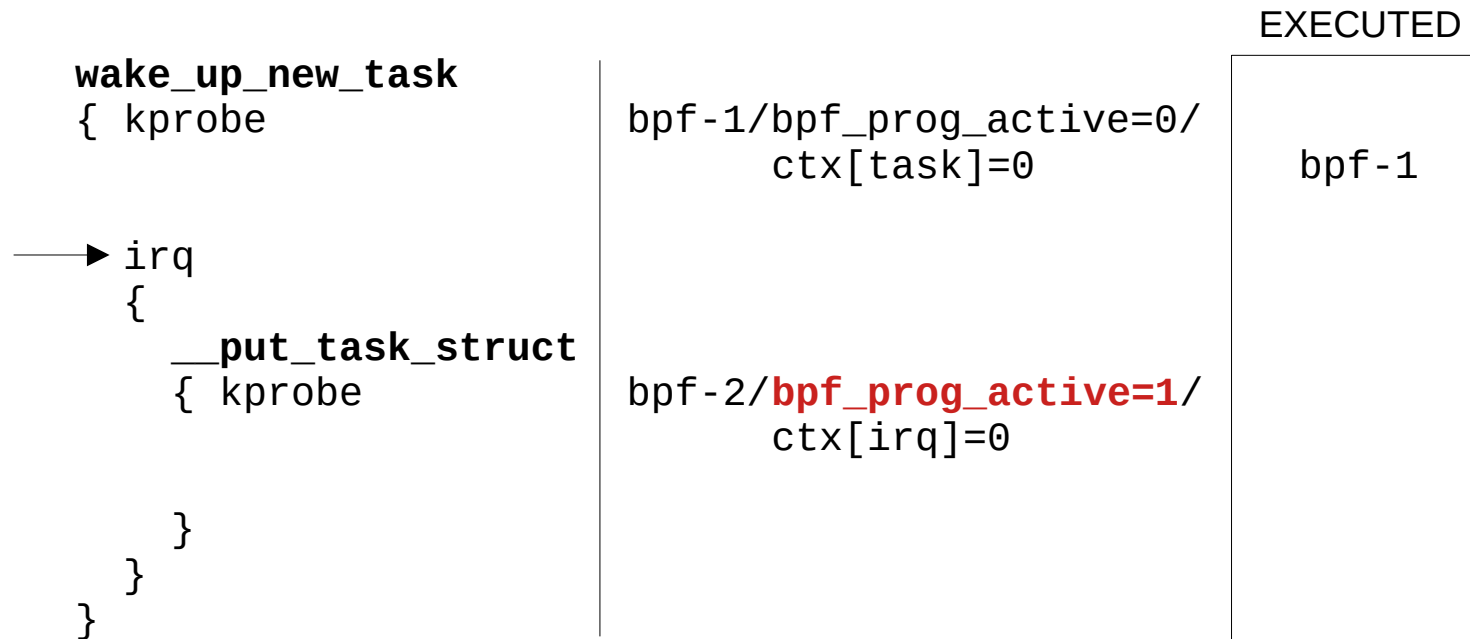 EXECUTED
wake_up_new_task
{ kprobe bpf-1/bpf_prog_active=0/
ctx[task]=0 bpf-1
irq
{
__put_task_struct
{ kprobe bpf-2/bpf_prog_active=1/
ctx[irq]=0
}
}
}